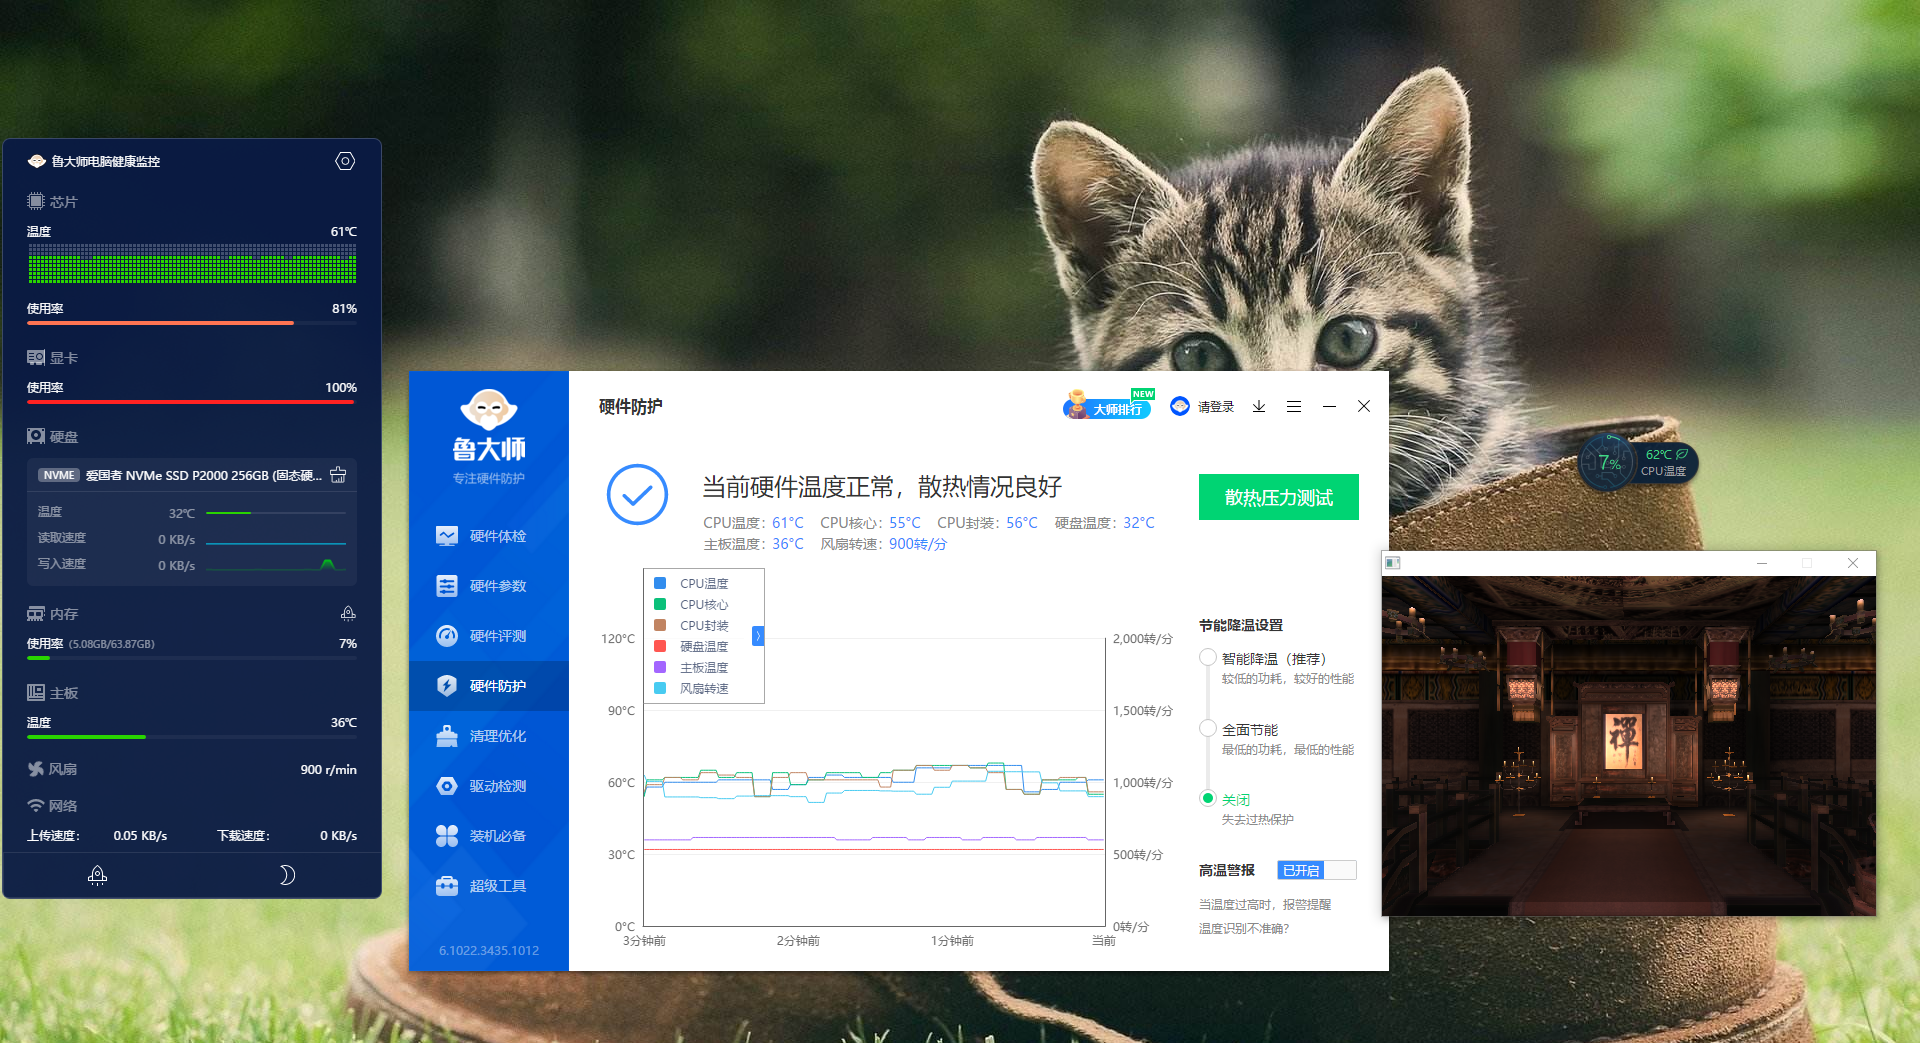 鲁大师电脑健康监控
芯片
温度 61℃
使用率 81%
显卡
使用率 100%
硬盘
NVME 爱国者 NVMe SSD P2000 256GB (固态硬...
温度 32℃
读取速度 0 KB/s
写入速度 0 KB/s
内存
使用率 (5.08GB/63.87GB) 7%
主板
温度 36℃
风扇 900 r/min
网络
上传速度： 0.05 KB/s 下载速度： 0 KB/s
鲁大师
专注硬件防护
硬件体检
硬件参数
硬件评测
硬件防护
清理优化
驱动检测
装机必备
超级工具
6.1022.3435.1012
硬件防护
大师排行 NEW
请登录
当前硬件温度正常，散热情况良好
CPU温度：61°C CPU核心：55°C CPU封装：56°C 硬盘温度：32°C
主板温度：36°C 风扇转速：900转/分
散热压力测试
CPU温度
CPU核心
CPU封装
硬盘温度
主板温度
风扇转速
120°C
90°C
60°C
30°C
0°C
2,000转/分
1,500转/分
1,000转/分
500转/分
0转/分
3分钟前 2分钟前 1分钟前 当前
节能降温设置
智能降温（推荐）
较低的功耗，较好的性能
全面节能
最低的功耗，最低的性能
关闭
失去过热保护
高温警报 已开启
当温度过高时，报警提醒
温度识别不准确?
7%
62℃
CPU温度
禪